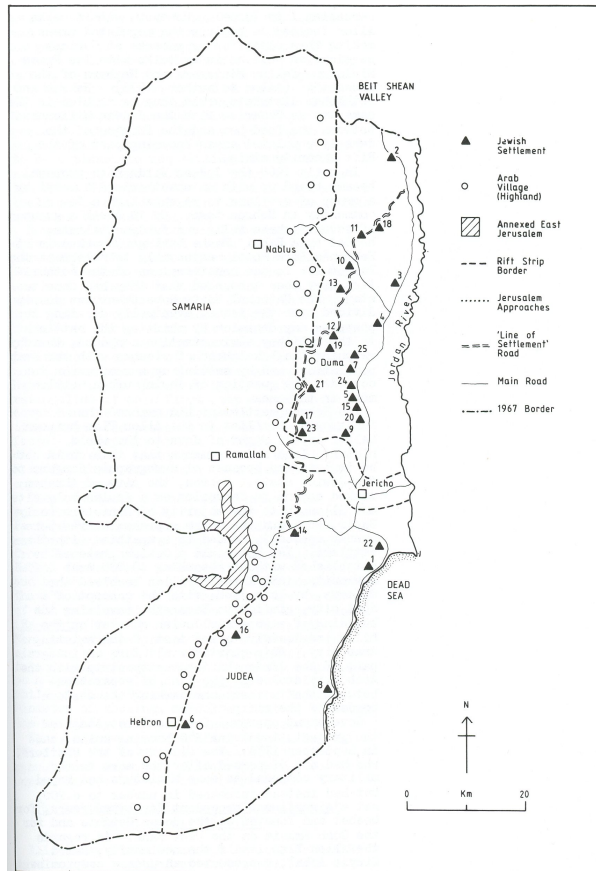 BEIT SHEAN
VALLEY
2
18
11
Nablus
10
13
3
SAMARIA
12
19
25
Duma
7
24
21
5
15
17
20
23
9
Ramallah
Jericho
14
22
1
DEAD
SEA
16
JUDEA
8
Hebron
6
Jordan River
Jewish
Settlement
Arab
Village
(Highland)
Annexed East
Jerusalem
Rift Strip
Border
Jerusalem
Approaches
'Line of
Settlement'
Road
Main Road
1967 Border
N
0 Km 20